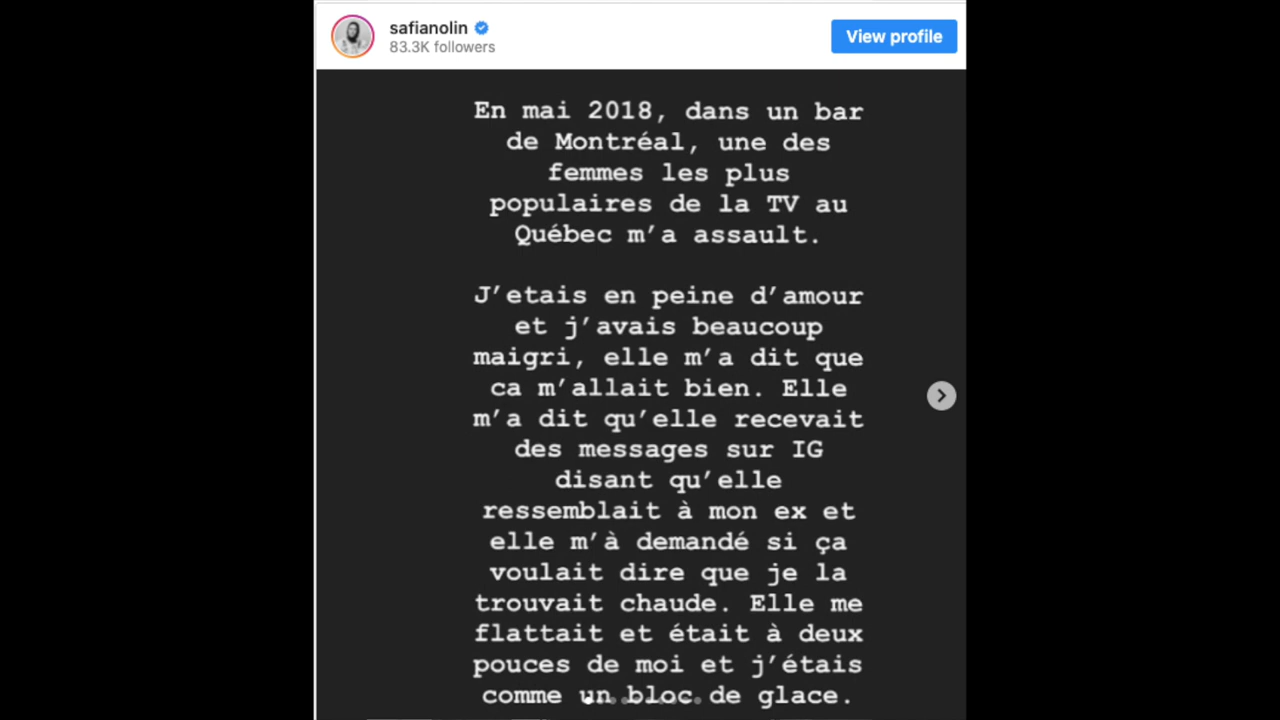 safianolin
83.3K followers
View profile
En mai 2018, dans un bar
de Montréal, une des
femmes les plus
populaires de la TV au
Québec m’a assault.
J’etais en peine d’amour
et j’avais beaucoup
maigri, elle m’a dit que
ca m’allait bien. Elle
m’a dit qu’elle recevait
des messages sur IG
disant qu’elle
ressemblait à mon ex et
elle m’à demandé si ça
voulait dire que je la
trouvait chaude. Elle me
flattait et était à deux
pouces de moi et j’étais
comme un bloc de glace.